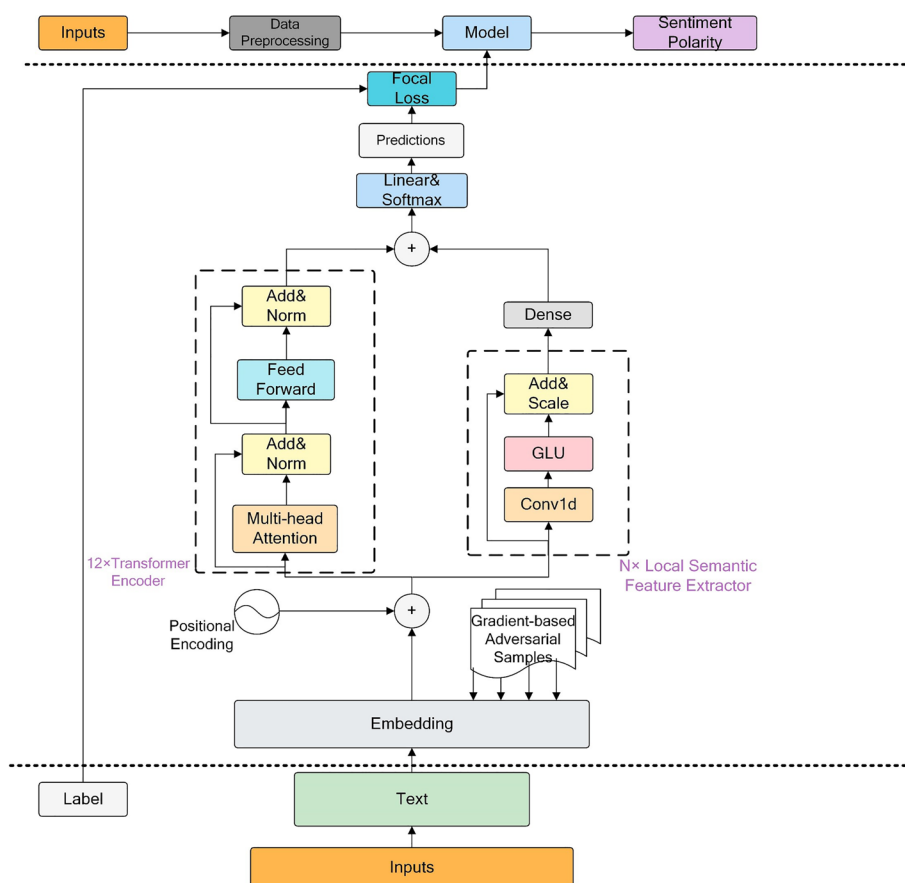 Inputs
Data
Preprocessing
Model
Sentiment
Polarity
Focal
Loss
Predictions
Linear&
Softmax
+
Add&
Norm
Dense
Feed
Forward
Add&
Scale
Add&
Norm
GLU
Multi-head
Attention
Conv1d
12×Transformer
Encoder
N× Local Semantic
Feature Extractor
+
Positional
Encoding
Gradient-based
Adversarial
Samples
Embedding
Label
Text
Inputs